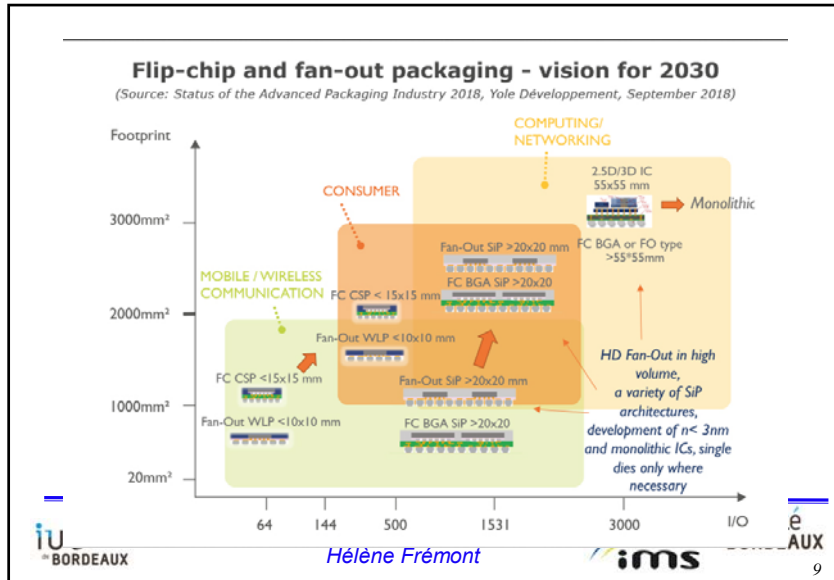 Flip-chip and fan-out packaging - vision for 2030
(Source: Status of the Advanced Packaging Industry 2018, Yole Développement, September 2018)
Footprint
COMPUTING/
NETWORKING
2.5D/3D IC
55x55 mm
Monolithic
CONSUMER
3000mm²
Fan-Out SiP >20x20 mm
FC BGA or FO type
>55*55mm
MOBILE / WIRELESS
COMMUNICATION
FC CSP < 15x15 mm
FC BGA SiP >20x20
2000mm²
Fan-Out WLP <10x10 mm
HD Fan-Out in high
volume,
a variety of SiP
architectures,
development of n< 3nm
and monolithic ICs, single
dies only where
necessary
FC CSP <15x15 mm
Fan-Out SiP >20x20 mm
1000mm²
Fan-Out WLP <10x10 mm
FC BGA SiP >20x20
20mm²
64
144
500
1531
3000
I/O
BORDEAUX
Hélène Frémont
ims
é
AUX
9